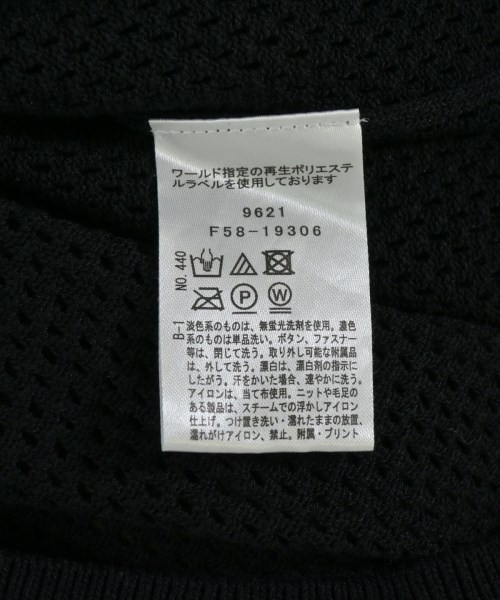 ワールド指定の再生ポリエステ
ルラベルを使用しております
9621
F58-19306
NO. 440
P
W
B-1
淡色系のものは、無蛍光洗剤を使用。濃色
系のものは単品洗い。ボタン、ファスナー
等は、閉じて洗う。取り外し可能な附属品
は、外して洗う。漂白は、漂白剤の指示に
したがう。汗をかいた場合、速やかに洗う。
アイロンは、当て布使用。ニットや毛足の
ある製品は、スチームでの浮かしアイロン
仕上げ。つけ置き洗い・濡れたままの放置、
濡れがけアイロン、禁止。附属・プリント